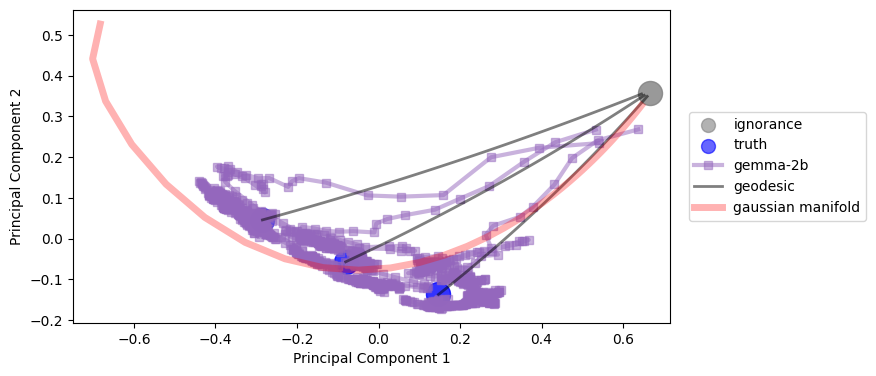 0.5
0.4
0.3
0.2
0.1
0.0
−0.1
−0.2
Principal Component 2
−0.6
−0.4
−0.2
0.0
0.2
0.4
0.6
Principal Component 1
ignorance
truth
gemma-2b
geodesic
gaussian manifold